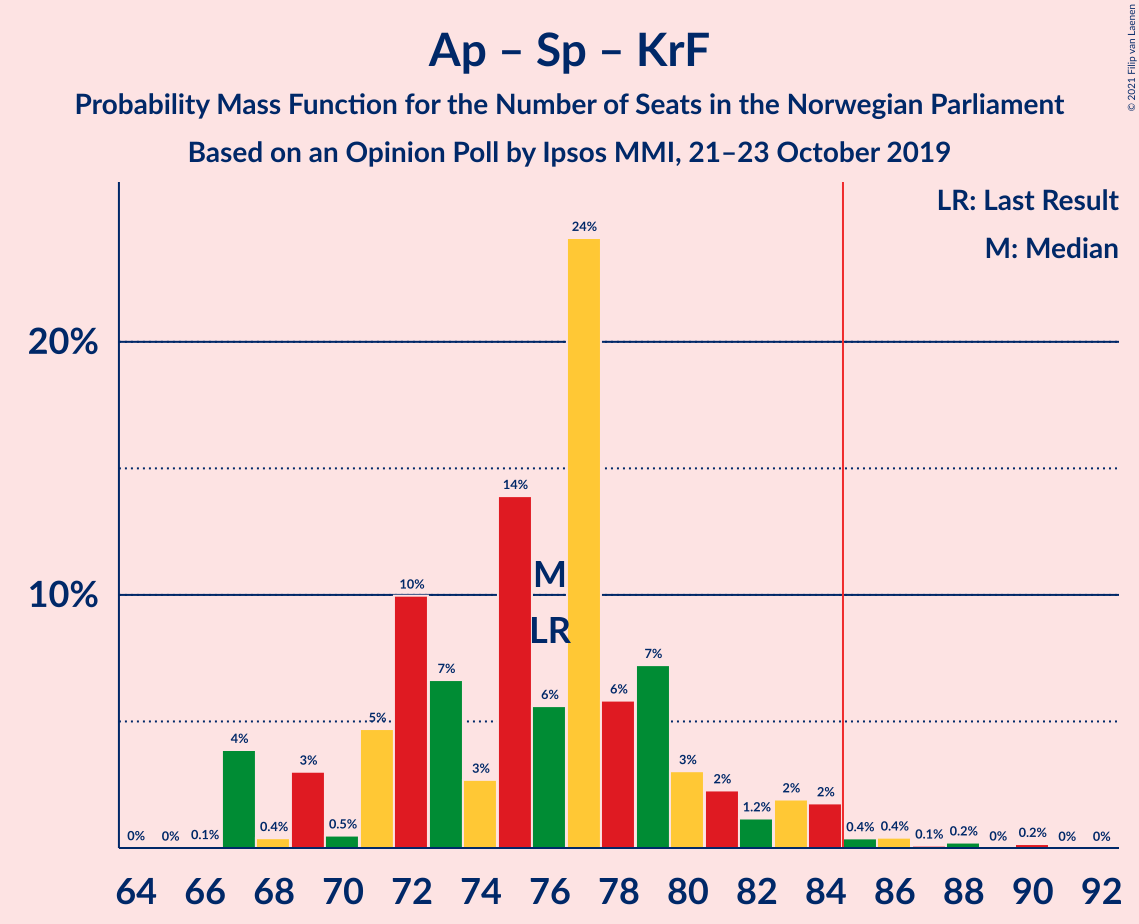 Ap – Sp – KrF
Probability Mass Function for the Number of Seats in the Norwegian Parliament
Based on an Opinion Poll by Ipsos MMI, 21–23 October 2019
© 2021 Filip van Laenen
LR: Last Result
M: Median
20%
10%
M
LR
0% 0% 0.1% 4% 0.4% 3% 0.5% 5% 10% 7% 3% 14% 6% 24% 6% 7% 3% 2% 1.2% 2% 2% 0.4% 0.4% 0.1% 0.2% 0% 0.2% 0% 0%
64 66 68 70 72 74 76 78 80 82 84 86 88 90 92